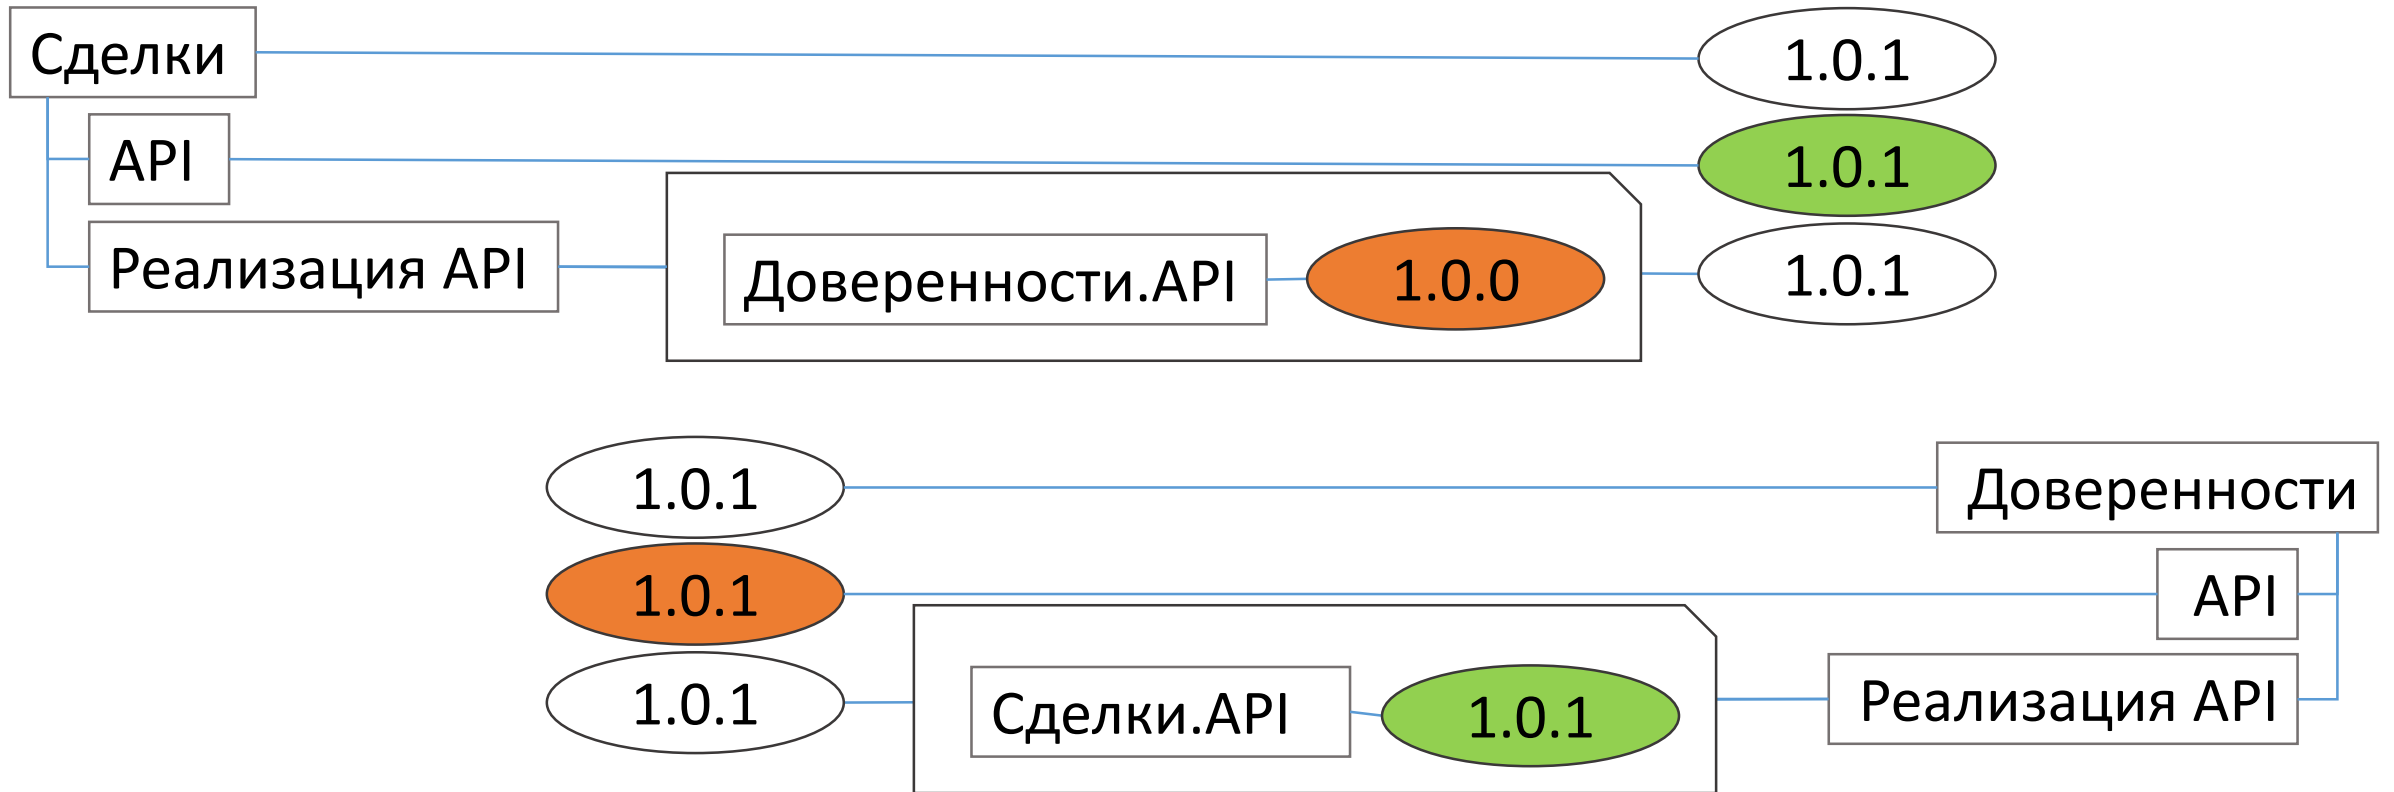 Сделки
1.0.1
API
1.0.1
Реализация API
Доверенности.API
1.0.0
1.0.1
1.0.1
Доверенности
1.0.1
API
1.0.1
Сделки.API
1.0.1
Реализация API